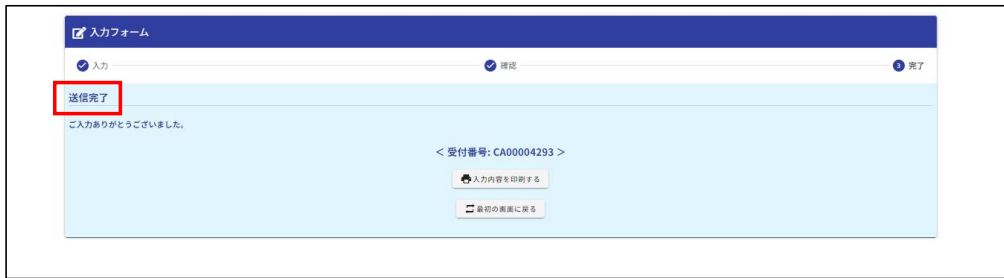 入力フォーム
入力
確認
3 完了
送信完了
ご入力ありがとうございました。
< 受付番号: CA00004293 >
入力内容を印刷する
最初の画面に戻る